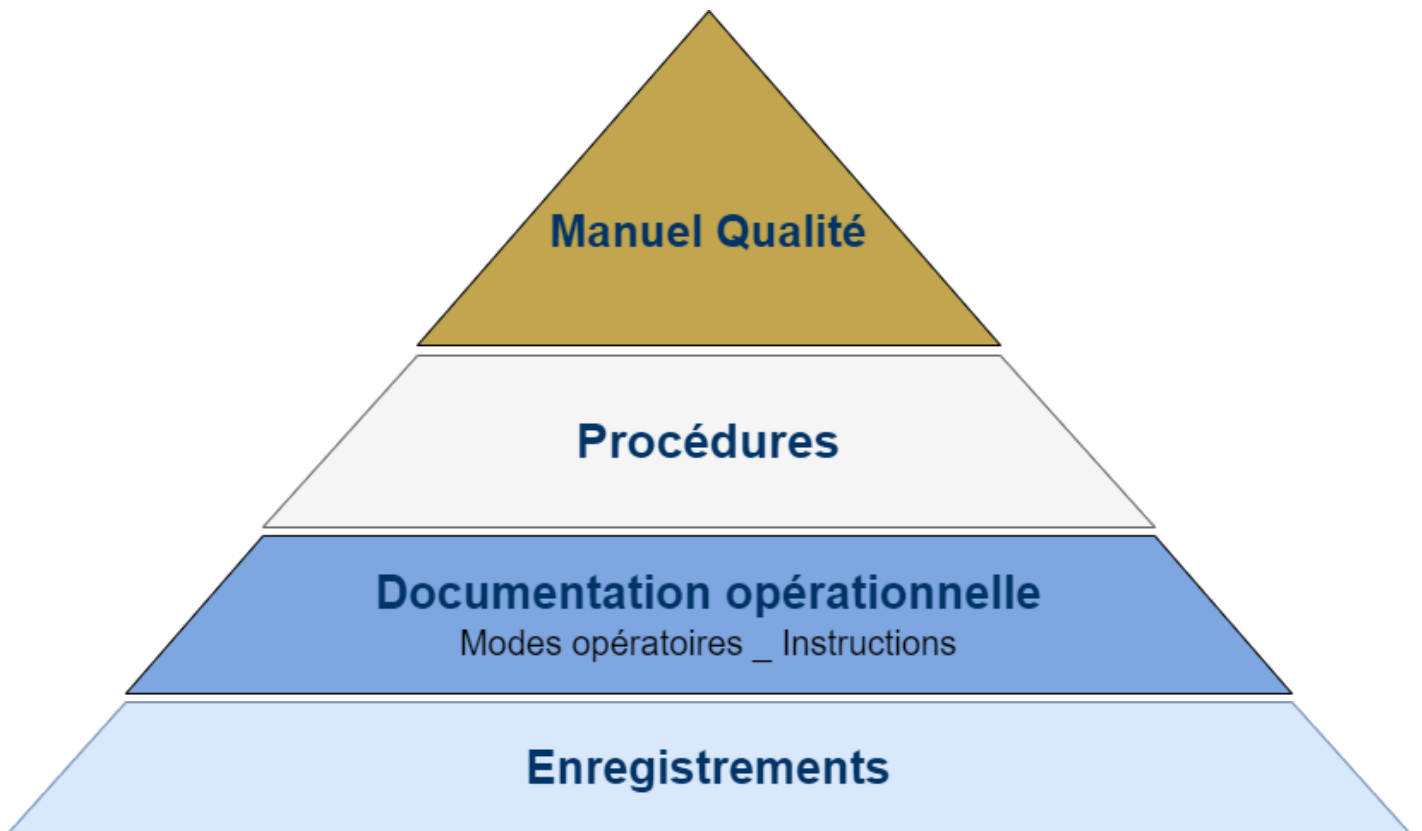 Manuel Qualité
Procédures
Documentation opérationnelle
Modes opératoires _ Instructions
Enregistrements